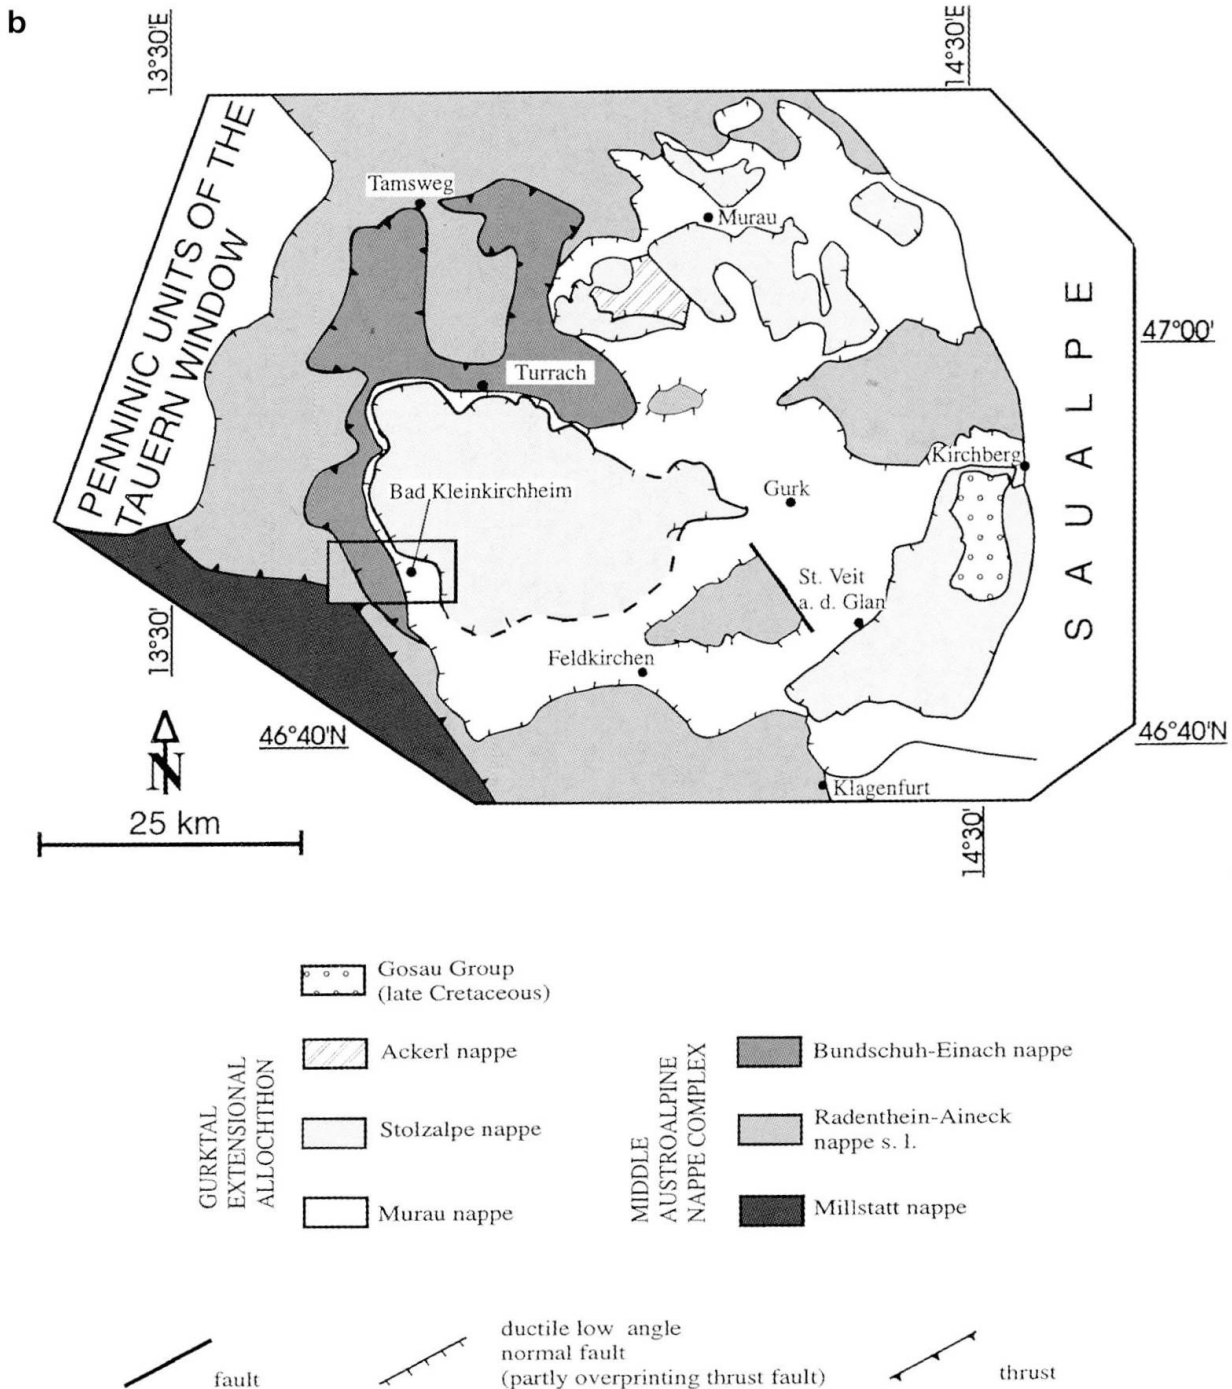 b
13°30'E
14°30'E
PENNINIC UNITS OF THE
TAUERN WINDOW
Tamsweg
Murau
47°00'
Turrach
SAUALPE
Kirchberg
Bad Kleinkirchheim
Gurk
St. Veit
a. d. Glan
13°30'
Feldkirchen
46°40'N
46°40'N
N
Klagenfurt
25 km
14°30'
Gosau Group
(late Cretaceous)
GURKTAL
EXTENSIONAL
ALLOCHTHON
Ackerl nappe
Stolzalpe nappe
Murau nappe
MIDDLE
AUSTROALPINE
NAPPE COMPLEX
Bundschuh-Einach nappe
Radenthein-Aineck
nappe s. l.
Millstatt nappe
fault
ductile low angle
normal fault
(partly overprinting thrust fault)
thrust